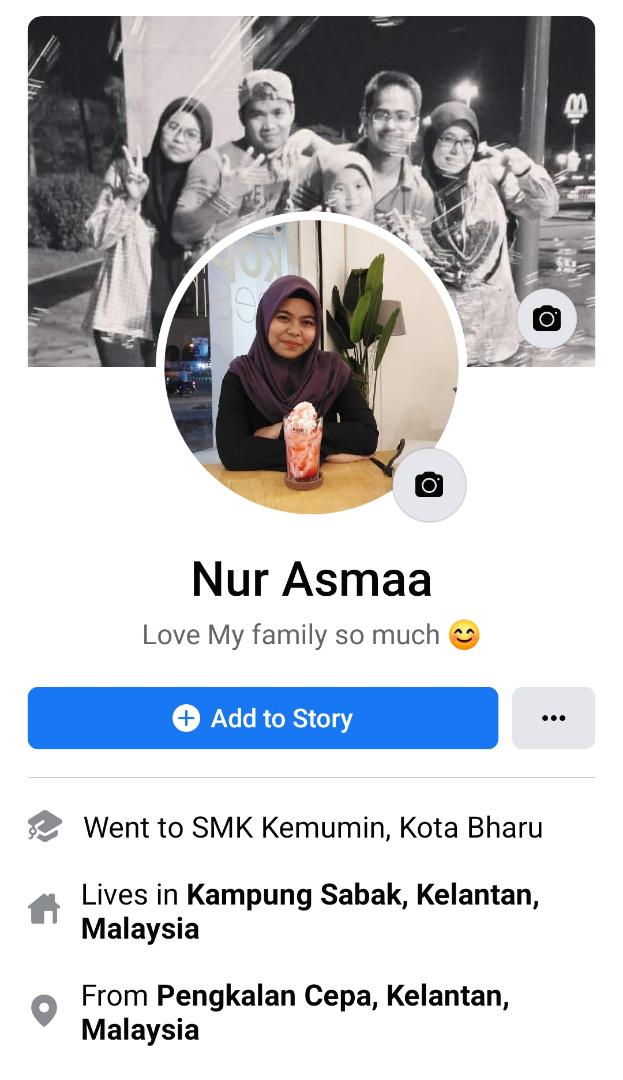 Nur Asmaa
Love My family so much 😊
Add to Story
Went to SMK Kemumin, Kota Bharu
Lives in Kampung Sabak, Kelantan,
Malaysia
From Pengkalan Cepa, Kelantan,
Malaysia